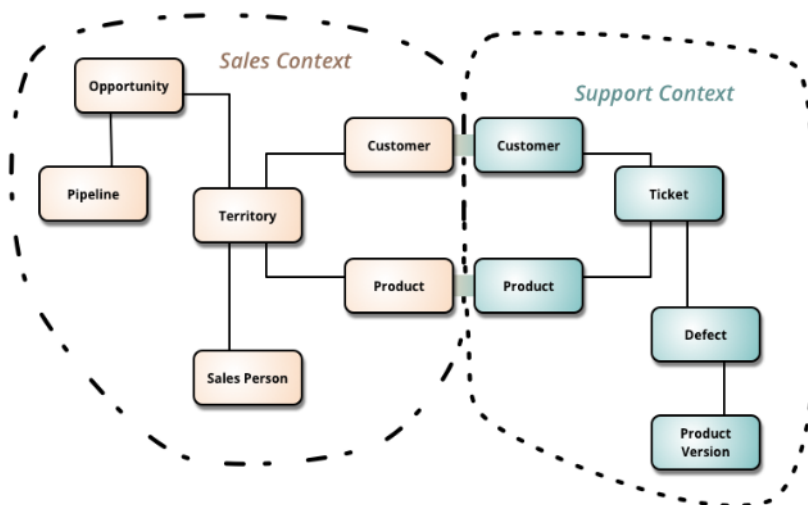 Sales Context
Opportunity
Support Context
Customer
Customer
Pipeline
Ticket
Territory
Product
Product
Defect
Sales Person
Product
Version